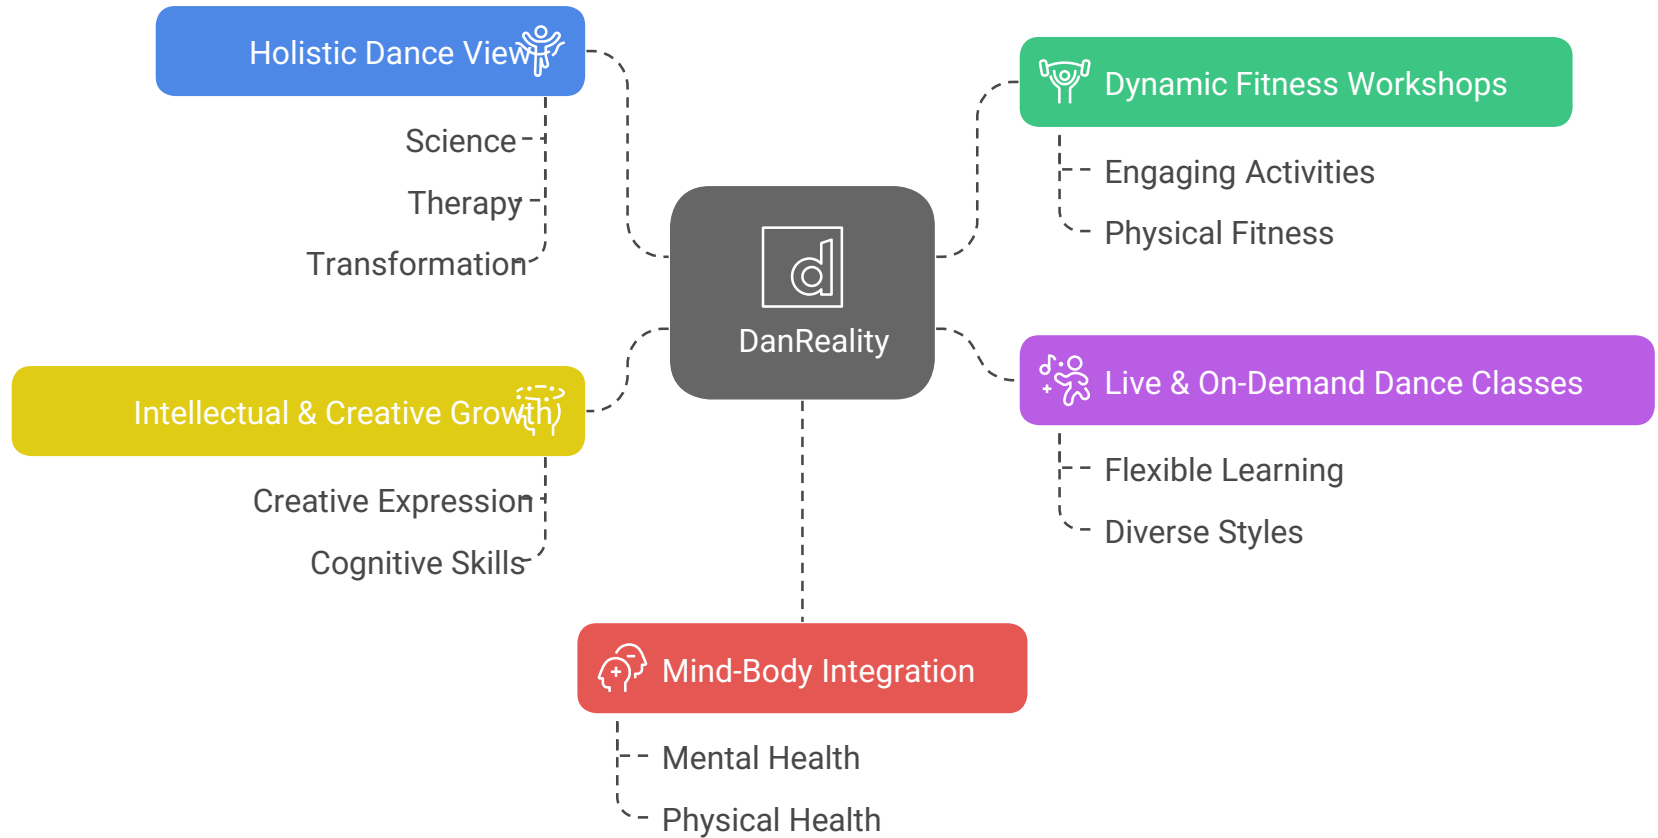 Holistic Dance View
Science
Therapy
Transformation
Dynamic Fitness Workshops
Engaging Activities
Physical Fitness
d
DanReality
Intellectual & Creative Growth
Creative Expression
Cognitive Skills
Live & On-Demand Dance Classes
Flexible Learning
Diverse Styles
Mind-Body Integration
Mental Health
Physical Health